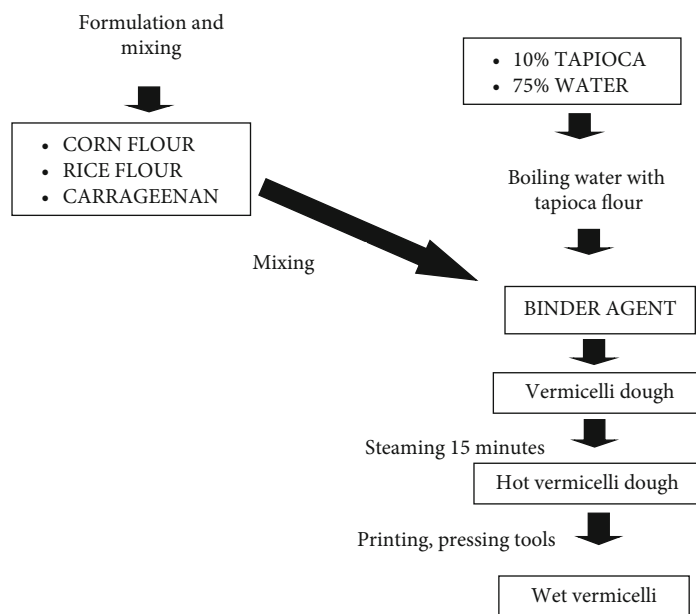 Formulation and
mixing
• CORN FLOUR
• RICE FLOUR
• CARRAGEENAN
Mixing
• 10% TAPIOCA
• 75% WATER
Boiling water with
tapioca flour
BINDER AGENT
Vermicelli dough
Steaming 15 minutes
Hot vermicelli dough
Printing, pressing tools
Wet vermicelli